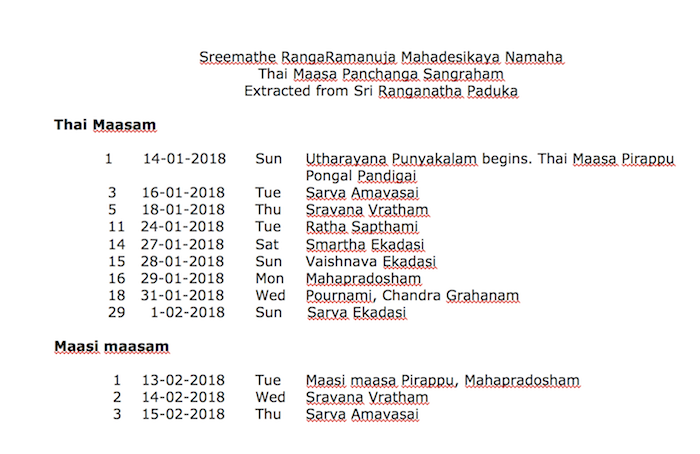 Sreemathe RangaRamanuja Mahadesikaya Namaha
Thai Maasa Panchanga Sangraham
Extracted from Sri Ranganatha Paduka
Thai Maasam
1 14-01-2018 Sun Utharayana Punyakalam begins. Thai Maasa Pirappu
Pongal Pandigai
3 16-01-2018 Tue Sarva Amavasai
5 18-01-2018 Thu Sravana Vratham
11 24-01-2018 Tue Ratha Sapthami
14 27-01-2018 Sat Smartha Ekadasi
15 28-01-2018 Sun Vaishnava Ekadasi
16 29-01-2018 Mon Mahapradosham
18 31-01-2018 Wed Pournami, Chandra Grahanam
29 1-02-2018 Sun Sarva Ekadasi
Maasi maasam
1 13-02-2018 Tue Maasi maasa Pirappu, Mahapradosham
2 14-02-2018 Wed Sravana Vratham
3 15-02-2018 Thu Sarva Amavasai